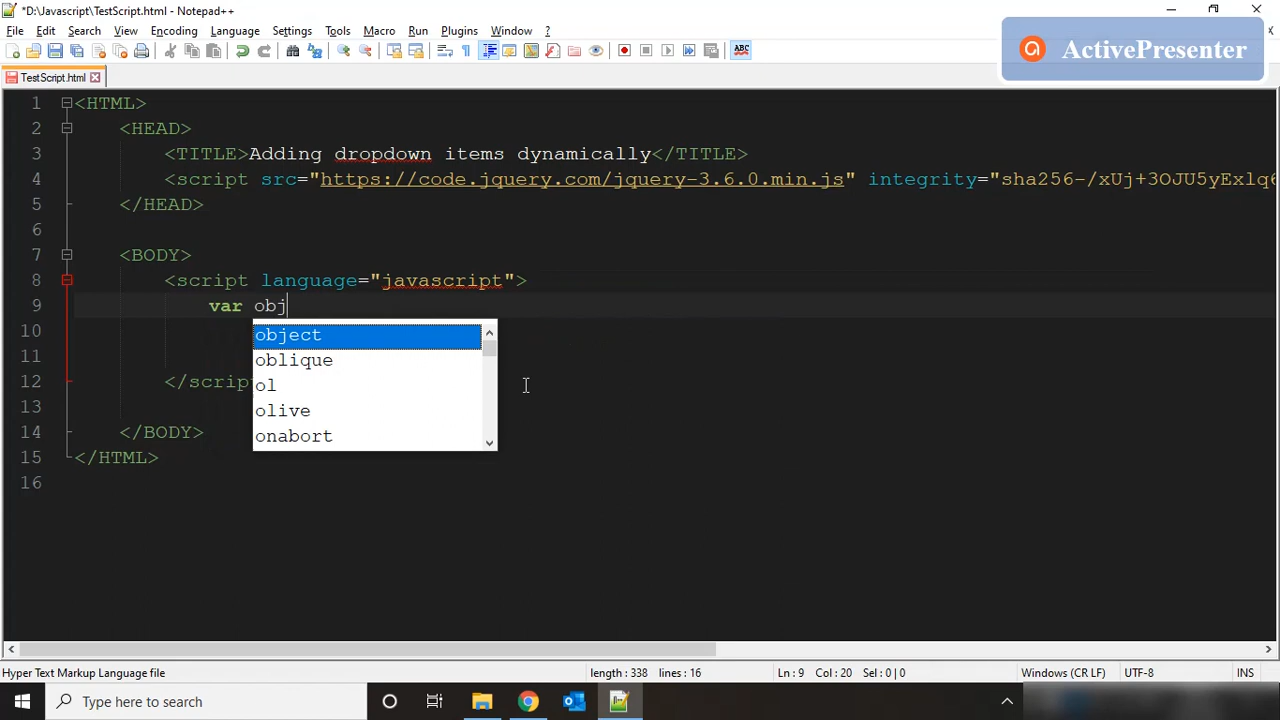 *D:\Javascript\TestScript.html - Notepad++
File Edit Search View Encoding Language Settings Tools Macro Run Plugins Window ?
ActivePresenter
ABC
TestScript.html
1 <HTML>
2 <HEAD>
3 <TITLE>Adding dropdown items dynamically</TITLE>
4 <script src="https://code.jquery.com/jquery-3.6.0.min.js" integrity="sha256-/xUj+3OJU5yExlq6
5 </HEAD>
6
7 <BODY>
8 <script language="javascript">
9 var obj
10
11
12 </script
13
14 </BODY>
15 </HTML>
16
object
oblique
ol
olive
onabort
Hyper Text Markup Language file
length : 338 lines : 16
Ln : 9 Col : 20 Sel : 0 | 0
Windows (CR LF)
UTF-8
INS
Type here to search